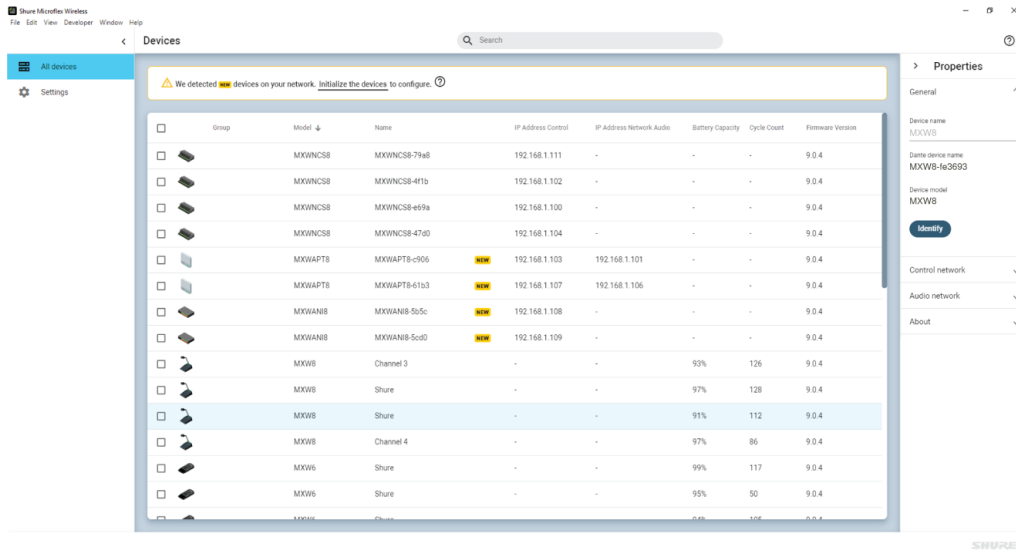 Shure Microflex Wireless
File Edit View Developer Window Help
Devices
Search
All devices
Settings
We detected NEW devices on your network. Initialize the devices to configure.
Group Model Name IP Address Control IP Address Network Audio Battery Capacity Cycle Count Firmware Version
MXWNCS8 MXWNCS8-79a8 192.168.1.111 - - - 9.0.4
MXWNCS8 MXWNCS8-4f1b 192.168.1.102 - - - 9.0.4
MXWNCS8 MXWNCS8-e69a 192.168.1.100 - - - 9.0.4
MXWNCS8 MXWNCS8-47d0 192.168.1.104 - - - 9.0.4
MXWAPT8 MXWAPT8-c906 NEW 192.168.1.103 192.168.1.101 - - 9.0.4
MXWAPT8 MXWAPT8-61b3 NEW 192.168.1.107 192.168.1.106 - - 9.0.4
MXWANI8 MXWANI8-5b5c NEW 192.168.1.108 - - - 9.0.4
MXWANI8 MXWANI8-5cd0 NEW 192.168.1.109 - - - 9.0.4
MXW8 Channel 3 - - 93% 126 9.0.4
MXW8 Shure - - 97% 128 9.0.4
MXW8 Shure - - 91% 112 9.0.4
MXW8 Channel 4 - - 97% 86 9.0.4
MXW6 Shure - - 99% 117 9.0.4
MXW6 Shure - - 95% 50 9.0.4
Properties
General
Device name
MXW8
Dante device name
MXW8-fe3693
Device model
MXW8
Identify
Control network
Audio network
About
SHURE